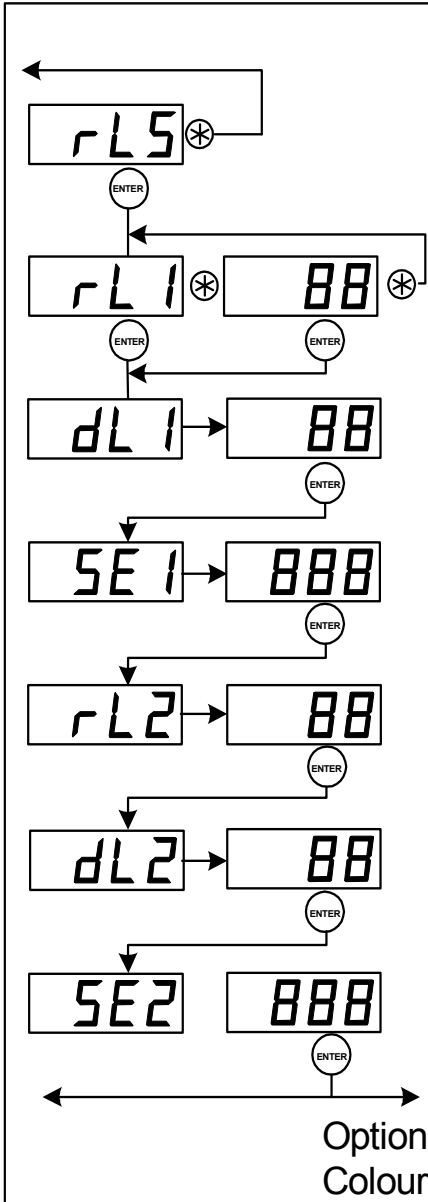 rLS *
ENTER
rL1 * 88 *
ENTER ENTER
dL1 88
ENTER
SE1 888
ENTER
rL2 88
ENTER
dL2 88
ENTER
SE2 888
ENTER
Option
Colour